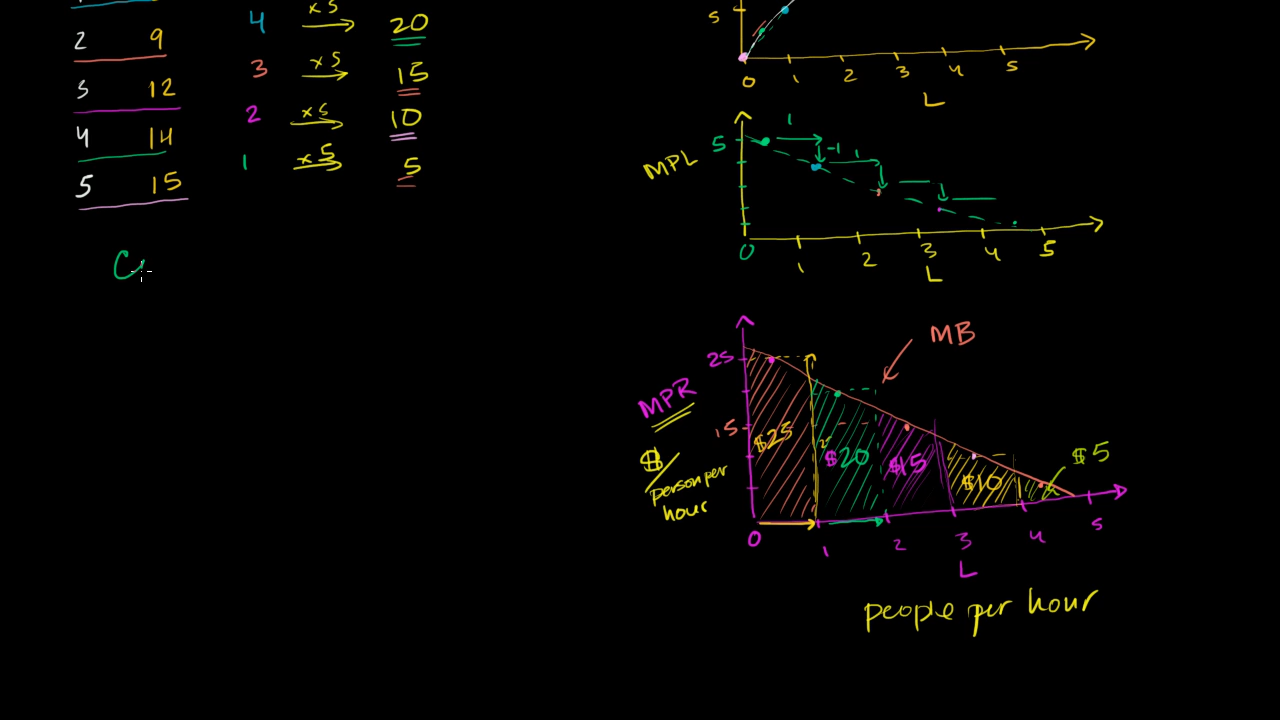 4 ×5 20
2 9
3 ×5 15
3 12
2 ×5 10
4 14
1 ×5 5
5 15
C
5
0 1 2 3 4 5
L
MPL
5
1
-1 1
0 1 2 3 4 5
L
MB
25
MPR
15
$/
person per
hour
$25 $20 $15 $10 $5
0 1 2 3 4 5
L
people per hour